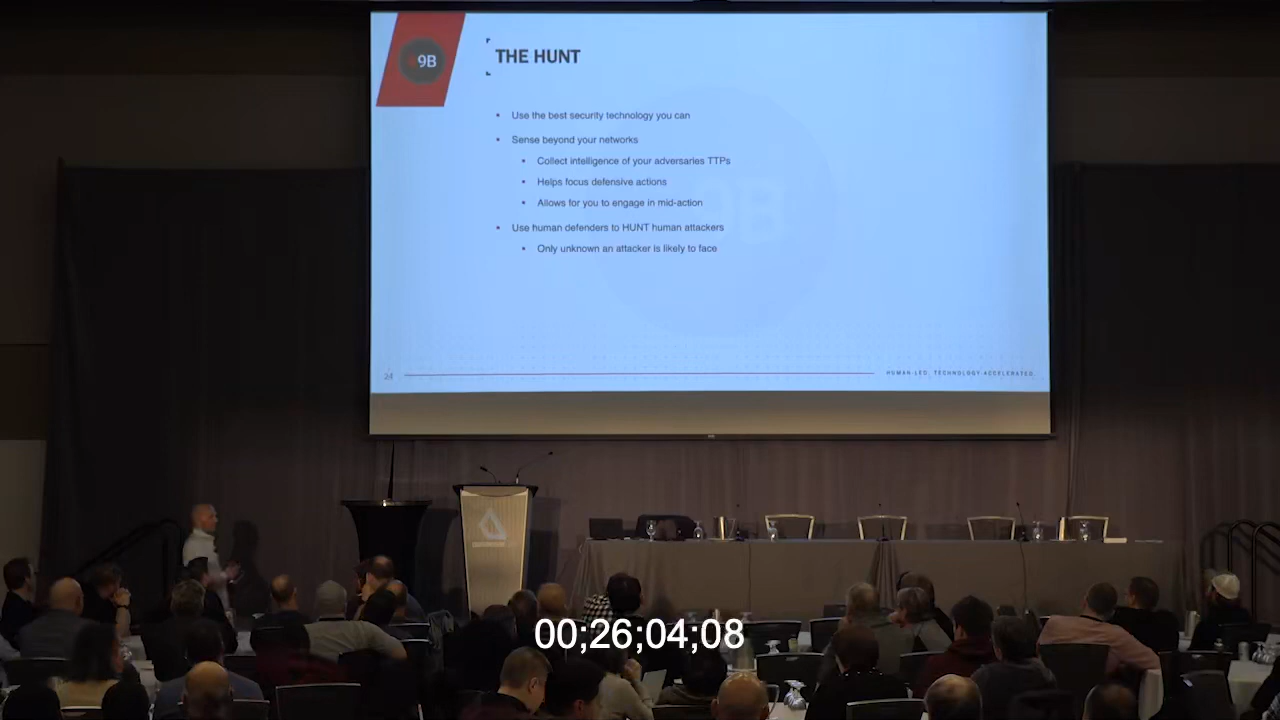 9B
THE HUNT
Use the best security technology you can
Sense beyond your networks
Collect intelligence of your adversaries TTPs
Helps focus defensive actions
Allows for you to engage in mid-action
Use human defenders to HUNT human attackers
Only unknown an attacker is likely to face
24
HUMAN-LED. TECHNOLOGY-ACCELERATED.
00;26;04;08